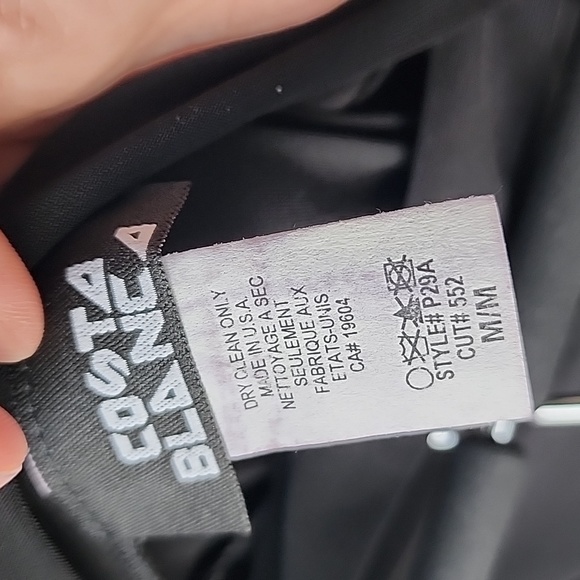 COSTA
BLANCA
DRY CLEAN ONLY
MADE IN U.S.A.
NETTOYAGE A SEC
SEULEMENT
FABRIQUE AUX
ETATS-UNIS
CA# 19604
STYLE# P29A
CUT# 552
M/M